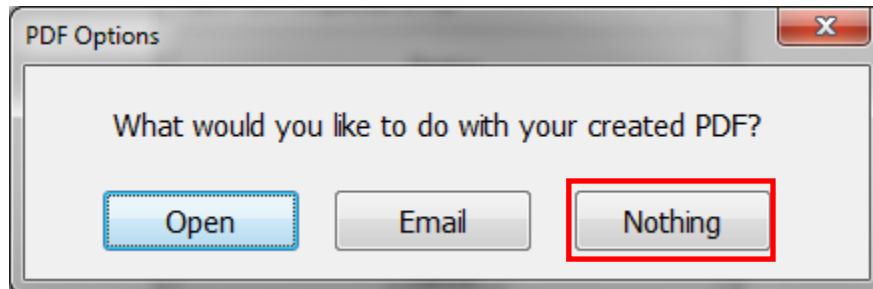 PDF Options
What would you like to do with your created PDF?
Open Email Nothing